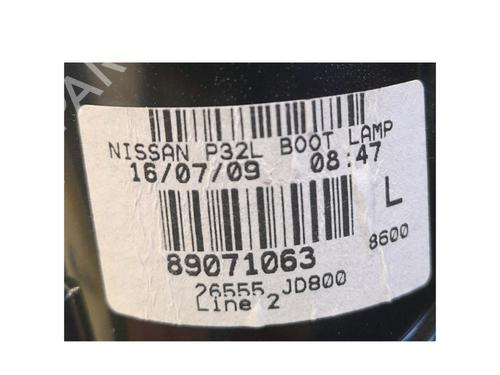 NISSAN P32L BOOT LAMP
16/07/09 08:47
L
89071063
8600
26555 JD800
Line 2